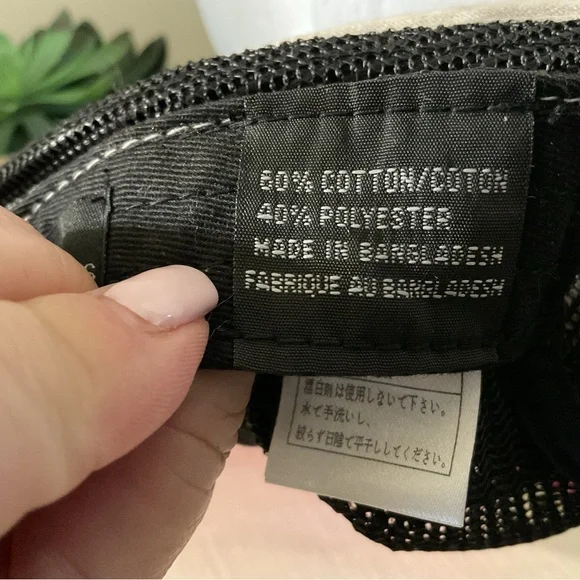 60% COTTON/COTON
40% POLYESTER
MADE IN BANGLADESH
FABRIQUE AU BANGLADESH
漂白剤は使用しないで下さい。
水で手洗いし、
絞らず日陰で平干ししてください。